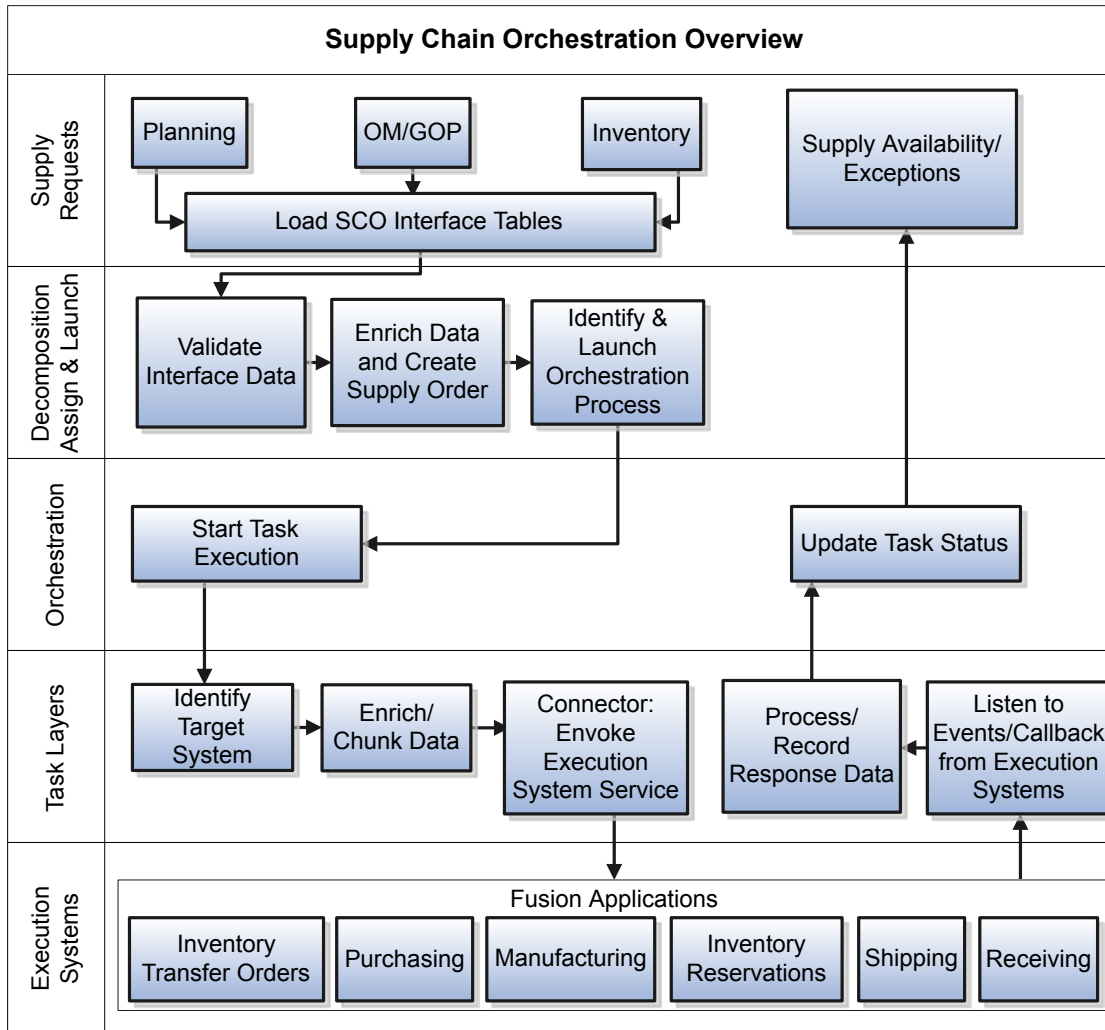 Supply Chain Orchestration Overview
Supply
Requests
Planning
OM/GOP
Inventory
Supply Availability/
Exceptions
Load SCO Interface Tables
Decomposition
Assign & Launch
Validate
Interface Data
Enrich Data
and Create
Supply Order
Identify &
Launch
Orchestration
Process
Orchestration
Start Task
Execution
Update Task Status
Task Layers
Identify
Target
System
Enrich/
Chunk Data
Connector:
Envoke
Execution
System Service
Process/
Record
Response Data
Listen to
Events/Callback
from Execution
Systems
Execution
Systems
Fusion Applications
Inventory
Transfer Orders
Purchasing
Manufacturing
Inventory
Reservations
Shipping
Receiving